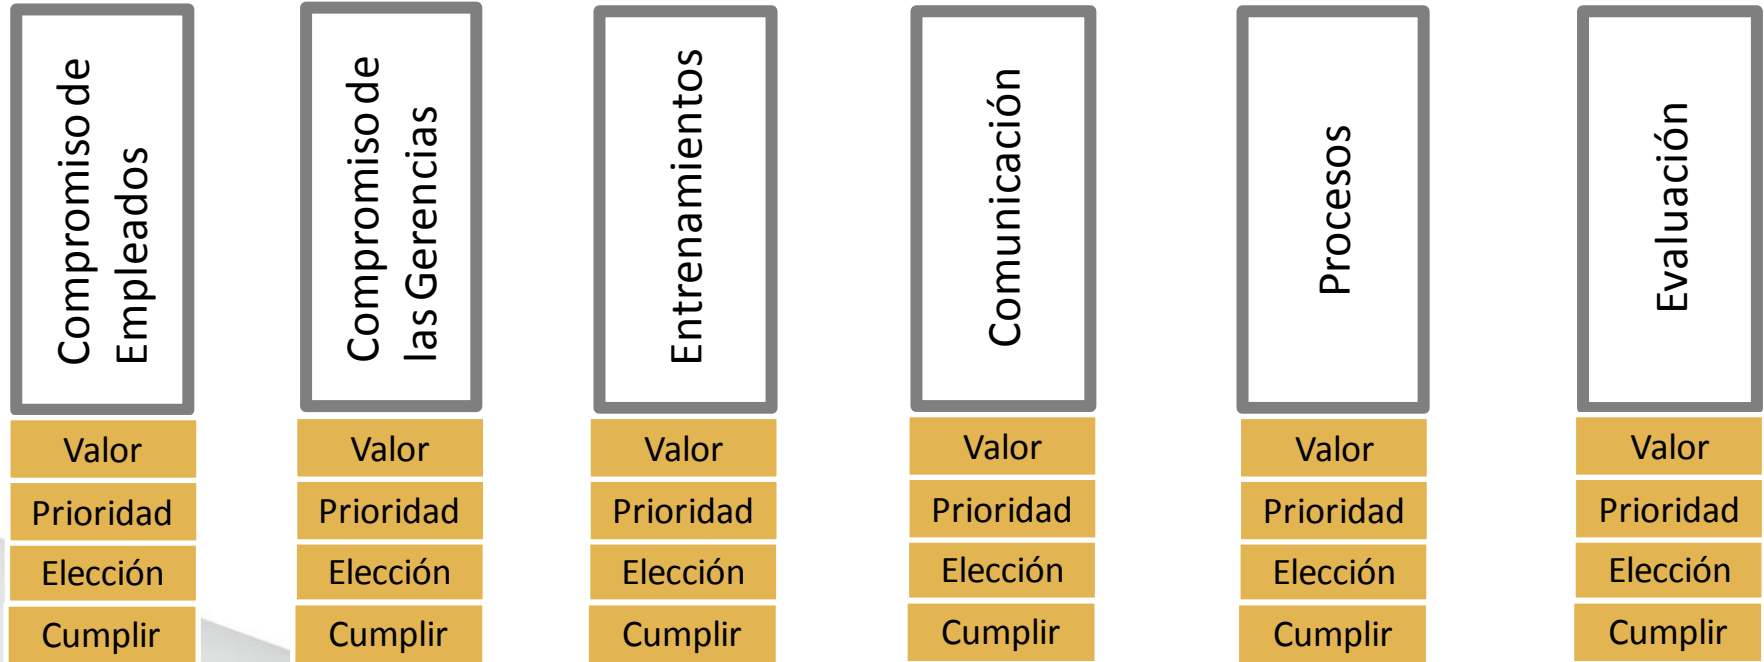 Compromiso de
Empleados
Valor
Prioridad
Elección
Cumplir
Compromiso de
las Gerencias
Valor
Prioridad
Elección
Cumplir
Entrenamientos
Valor
Prioridad
Elección
Cumplir
Comunicación
Valor
Prioridad
Elección
Cumplir
Procesos
Valor
Prioridad
Elección
Cumplir
Evaluación
Valor
Prioridad
Elección
Cumplir